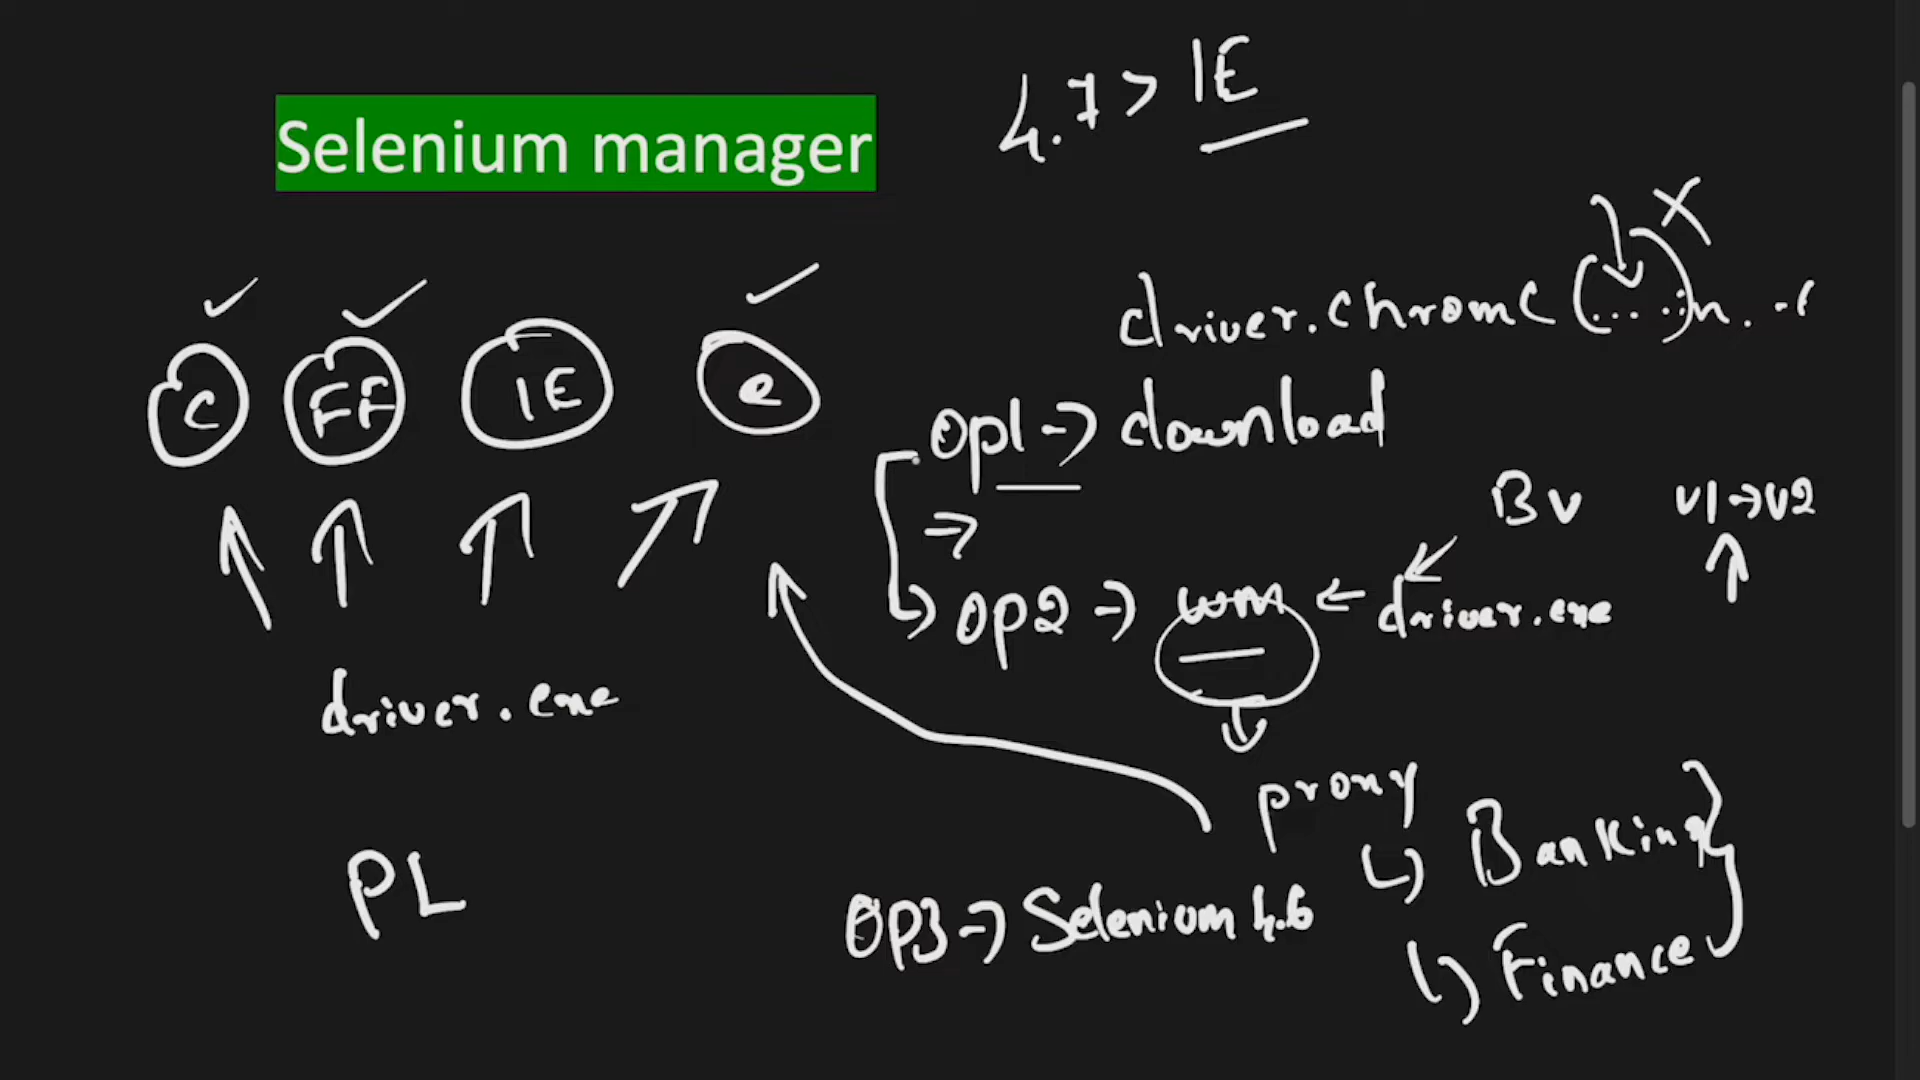 4.7 > IE
Selenium manager
driver.chrome(.....)
C FF IE e
OP1 -> download
BV V1->V2
=>
OP2 -> WM <- driver.exe
driver.exe
proxy
Banking
PL
OP3 -> Selenium 4.6
Finance